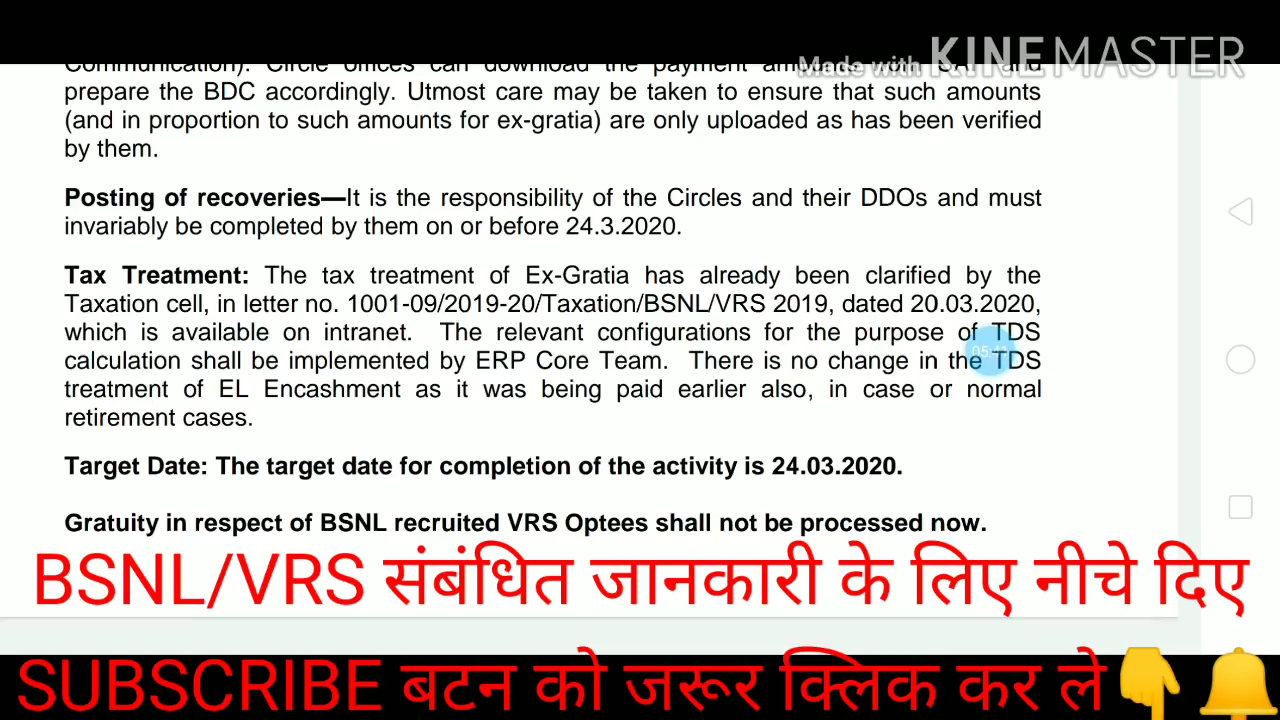 Made with KINEMASTER
prepare the BDC accordingly. Utmost care may be taken to ensure that such amounts
(and in proportion to such amounts for ex-gratia) are only uploaded as has been verified
by them.
Posting of recoveries—It is the responsibility of the Circles and their DDOs and must
invariably be completed by them on or before 24.3.2020.
Tax Treatment: The tax treatment of Ex-Gratia has already been clarified by the
Taxation cell, in letter no. 1001-09/2019-20/Taxation/BSNL/VRS 2019, dated 20.03.2020,
which is available on intranet. The relevant configurations for the purpose of TDS
calculation shall be implemented by ERP Core Team. There is no change in the TDS
treatment of EL Encashment as it was being paid earlier also, in case or normal
retirement cases.
Target Date: The target date for completion of the activity is 24.03.2020.
Gratuity in respect of BSNL recruited VRS Optees shall not be processed now.
BSNL/VRS संबंधित जानकारी के लिए नीचे दिए
SUBSCRIBE बटन को जरूर क्लिक कर ले